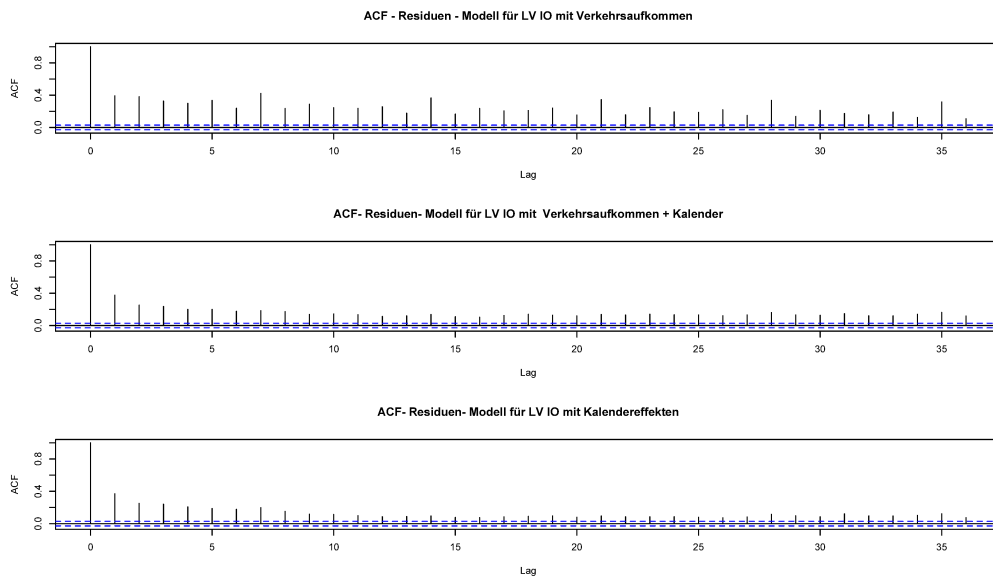 ACF - Residuen - Modell für LV IO mit Verkehrsaufkommen
ACF
0.0 0.4 0.8
0 5 10 15 20 25 30 35
Lag
ACF- Residuen- Modell für LV IO mit  Verkehrsaufkommen + Kalender
ACF
0.0 0.4 0.8
0 5 10 15 20 25 30 35
Lag
ACF- Residuen- Modell für LV IO mit Kalendereffekten
ACF
0.0 0.4 0.8
0 5 10 15 20 25 30 35
Lag